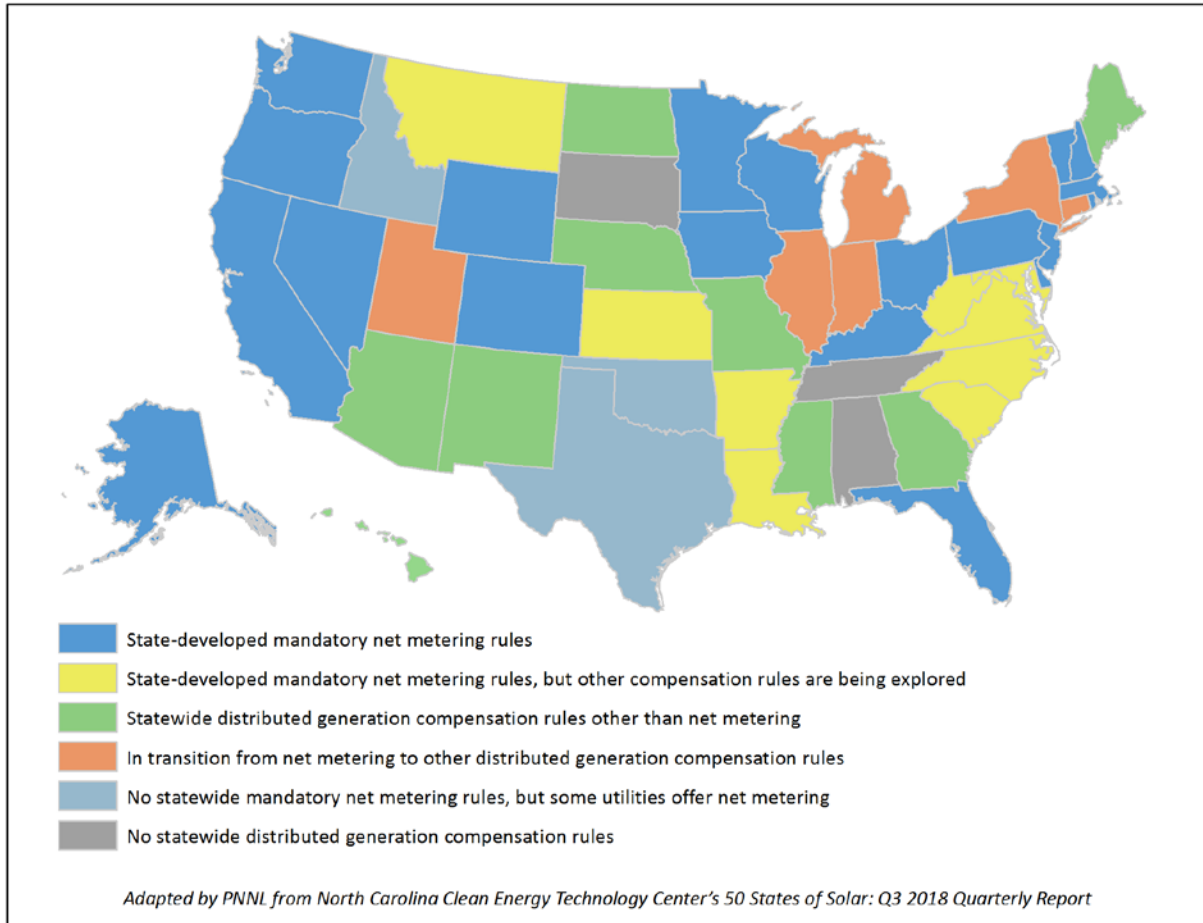 State-developed mandatory net metering rules
State-developed mandatory net metering rules, but other compensation rules are being explored
Statewide distributed generation compensation rules other than net metering
In transition from net metering to other distributed generation compensation rules
No statewide mandatory net metering rules, but some utilities offer net metering
No statewide distributed generation compensation rules
Adapted by PNNL from North Carolina Clean Energy Technology Center's 50 States of Solar: Q3 2018 Quarterly Report